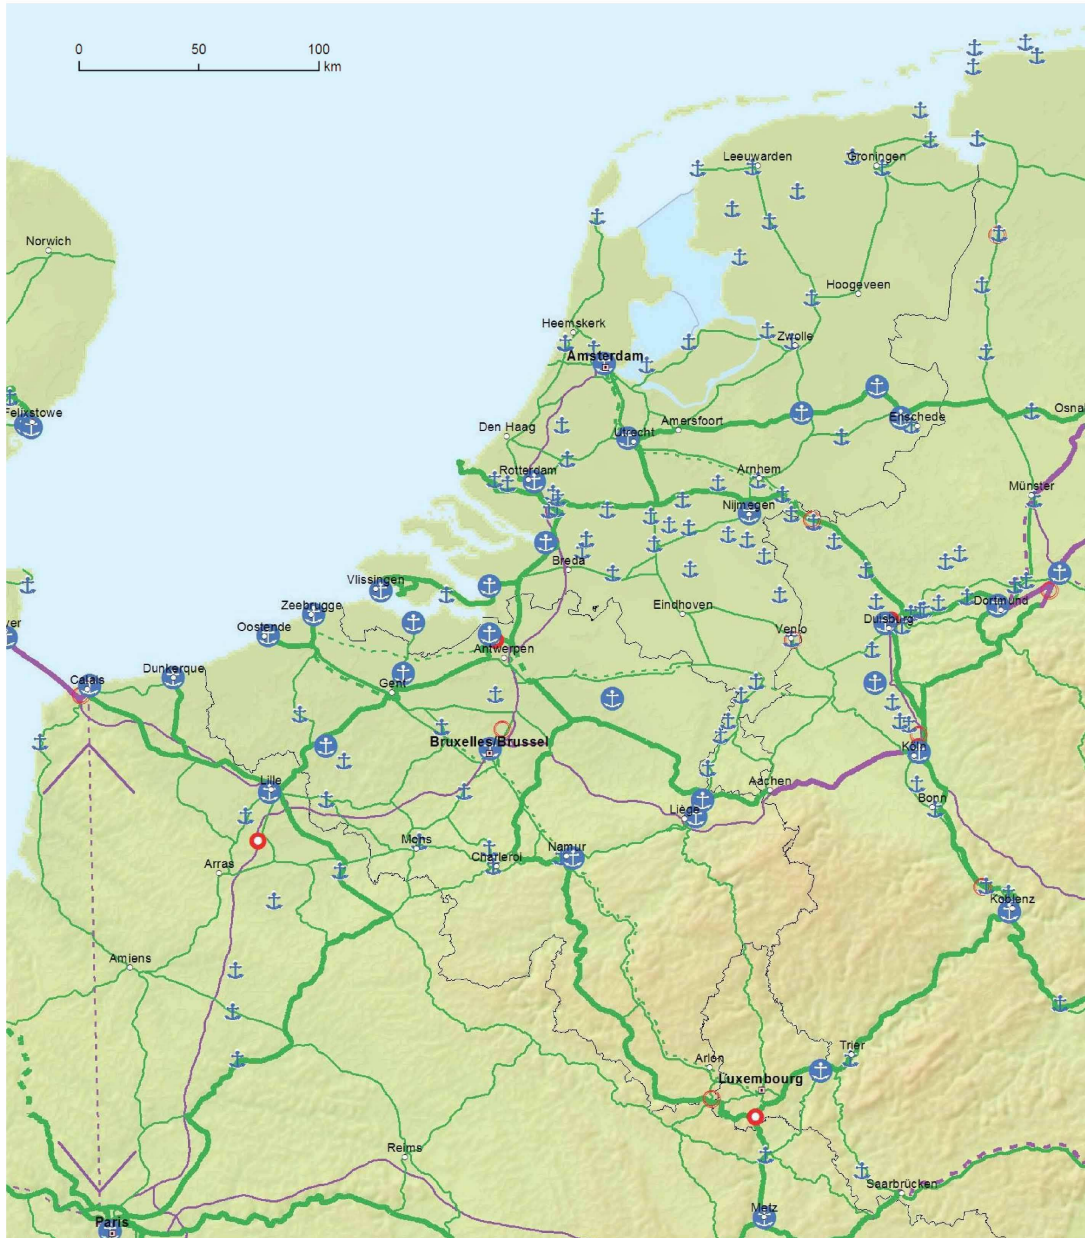 0 50 100
km
Leeuwarden
Groningen
Norwich
Hoogeveen
Heemskerk
Zwolle
Amsterdam
Felixstowe
Den Haag
Amersfoort
Enschede
Osna
Utrecht
Rotterdam
Arnhem
Münster
Nijmegen
Breda
Vlissingen
Zeebrugge
Eindhoven
Dortmund
Oostende
Venlo
Duisburg
ver
Antwerpen
Dunkerque
Calais
Gent
Bruxelles/Brussel
Köln
Lille
Aachen
Bonn
Liège
Mons
Namur
Charleroi
Arras
Koblenz
Amiens
Trier
Arlon
Luxembourg
Reims
Saarbrücken
Metz
Paris